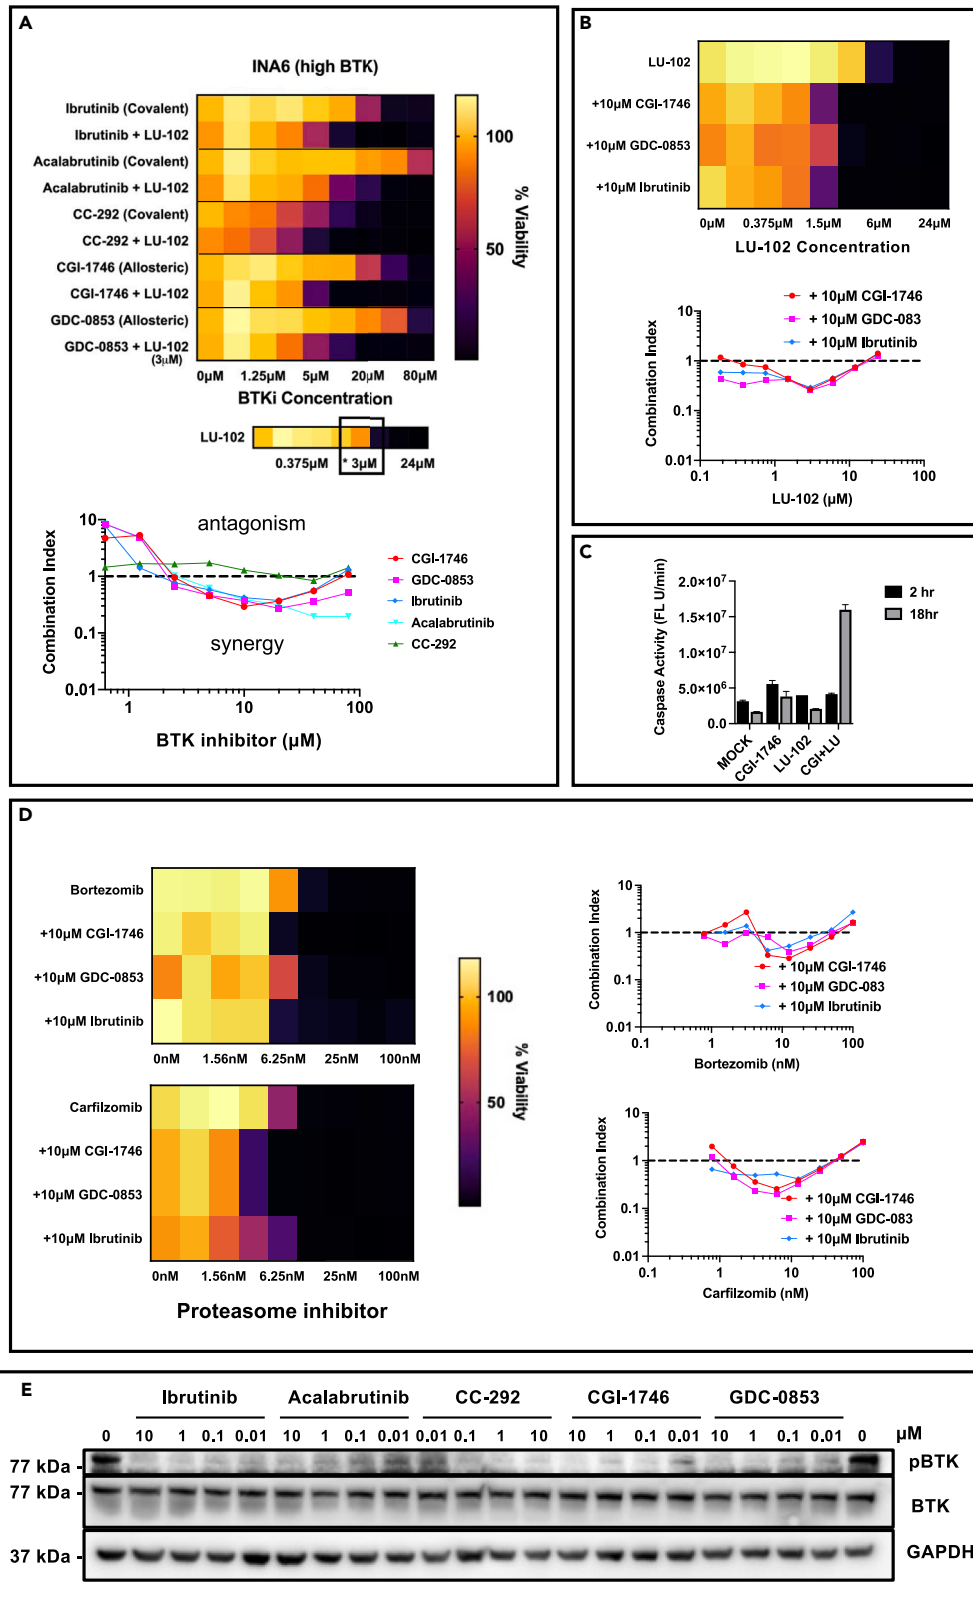 A
INA6 (high BTK)
Ibrutinib (Covalent)
Ibrutinib + LU-102
Acalabrutinib (Covalent)
Acalabrutinib + LU-102
CC-292 (Covalent)
CC-292 + LU-102
CGI-1746 (Allosteric)
CGI-1746 + LU-102
GDC-0853 (Allosteric)
GDC-0853 + LU-102
(3μM)
0μM 1.25μM 5μM 20μM 80μM
BTKi Concentration
100
50
% Viability
LU-102
0.375μM * 3μM 24μM
10
1
0.1
0.01
Combination Index
antagonism
synergy
1 10 100
BTK inhibitor (μM)
CGI-1746
GDC-0853
Ibrutinib
Acalabrutinib
CC-292
B
LU-102
+10μM CGI-1746
+10μM GDC-0853
+10μM Ibrutinib
0μM 0.375μM 1.5μM 6μM 24μM
LU-102 Concentration
+ 10μM CGI-1746
+ 10μM GDC-083
+ 10μM Ibrutinib
10
1
0.1
0.01
Combination Index
0.1 1 10 100
LU-102 (μM)
C
2.0×10⁷
1.5×10⁷
1.0×10⁷
5.0×10⁶
0.0
Caspase Activity (FL U/min)
2 hr
18hr
MOCK
CGI-1746
LU-102
CGI+LU
D
Bortezomib
+10μM CGI-1746
+10μM GDC-0853
+10μM Ibrutinib
0nM 1.56nM 6.25nM 25nM 100nM
Carfilzomib
+10μM CGI-1746
+10μM GDC-0853
+10μM Ibrutinib
0nM 1.56nM 6.25nM 25nM 100nM
Proteasome inhibitor
100
50
% Viability
10
1
0.1
0.01
Combination Index
+ 10μM CGI-1746
+ 10μM GDC-083
+ 10μM Ibrutinib
0.1 1 10 100
Bortezomib (nM)
10
1
0.1
0.01
Combination Index
+ 10μM CGI-1746
+ 10μM GDC-083
+ 10μM Ibrutinib
0.1 1 10 100
Carfilzomib (nM)
E
Ibrutinib Acalabrutinib CC-292 CGI-1746 GDC-0853
0 10 1 0.1 0.01 10 1 0.1 0.01 0.01 0.1 1 10 10 1 0.1 0.01 10 1 0.1 0.01 0 μM
77 kDa - pBTK
77 kDa - BTK
37 kDa - GAPDH